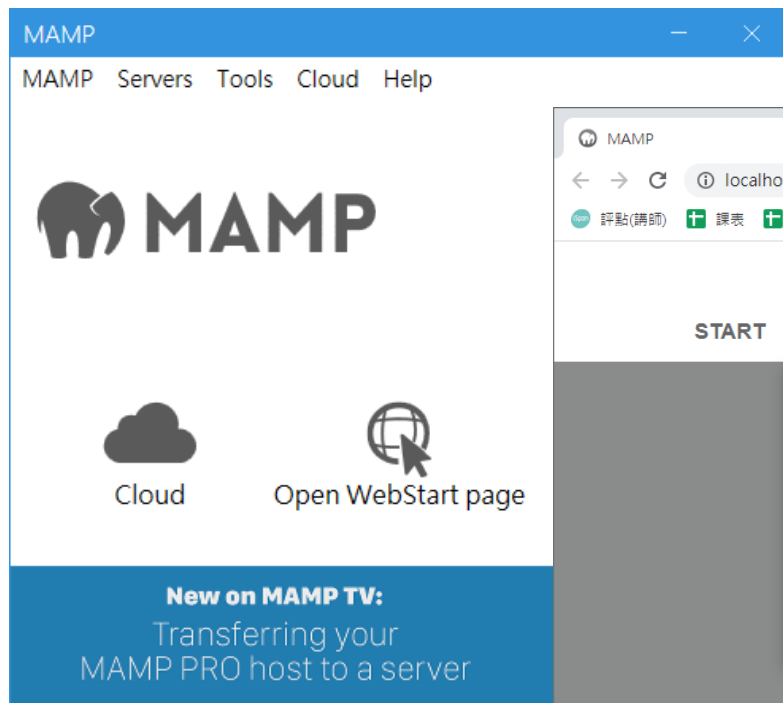 MAMP
MAMP Servers Tools Cloud Help
MAMP
Cloud
Open WebStart page
New on MAMP TV:
Transferring your
MAMP PRO host to a server
MAMP
localho
評點(講師) 課表
START